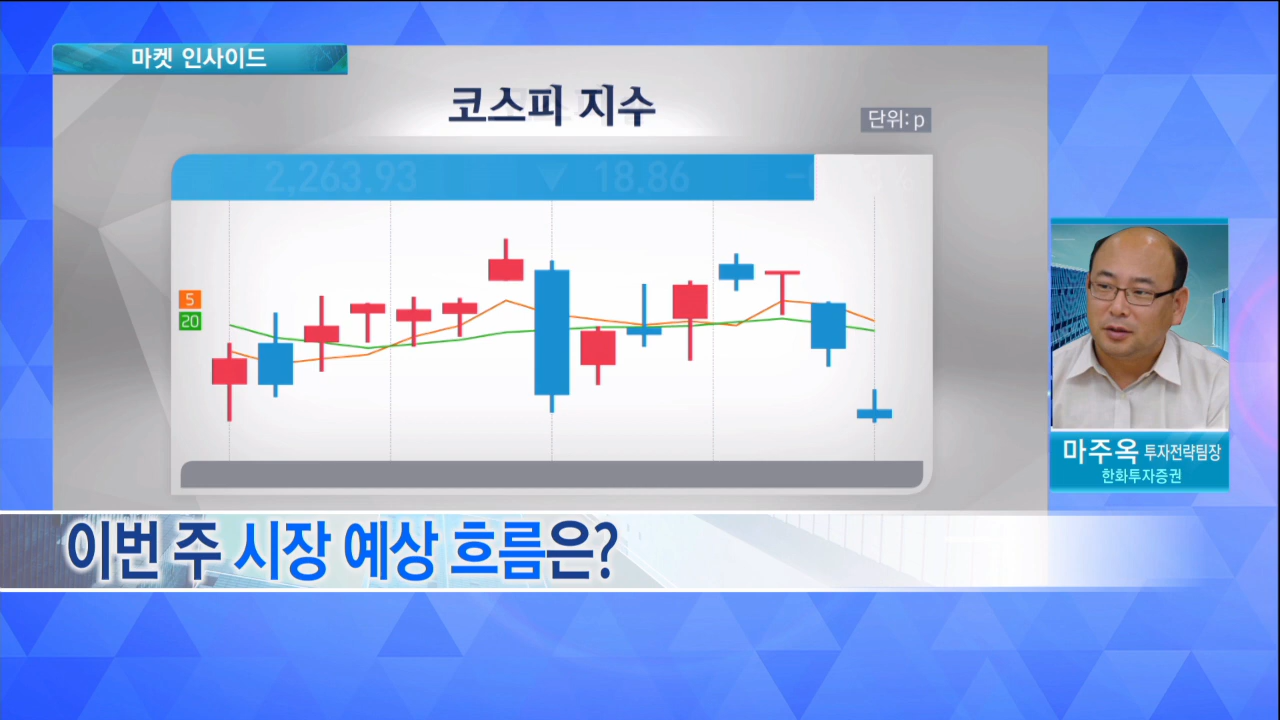 마켓 인사이드
코스피 지수
단위: p
2,263.93 ▼ 18.86
5
20
마주옥 투자전략팀장
한화투자증권
이번 주 시장 예상 흐름은?